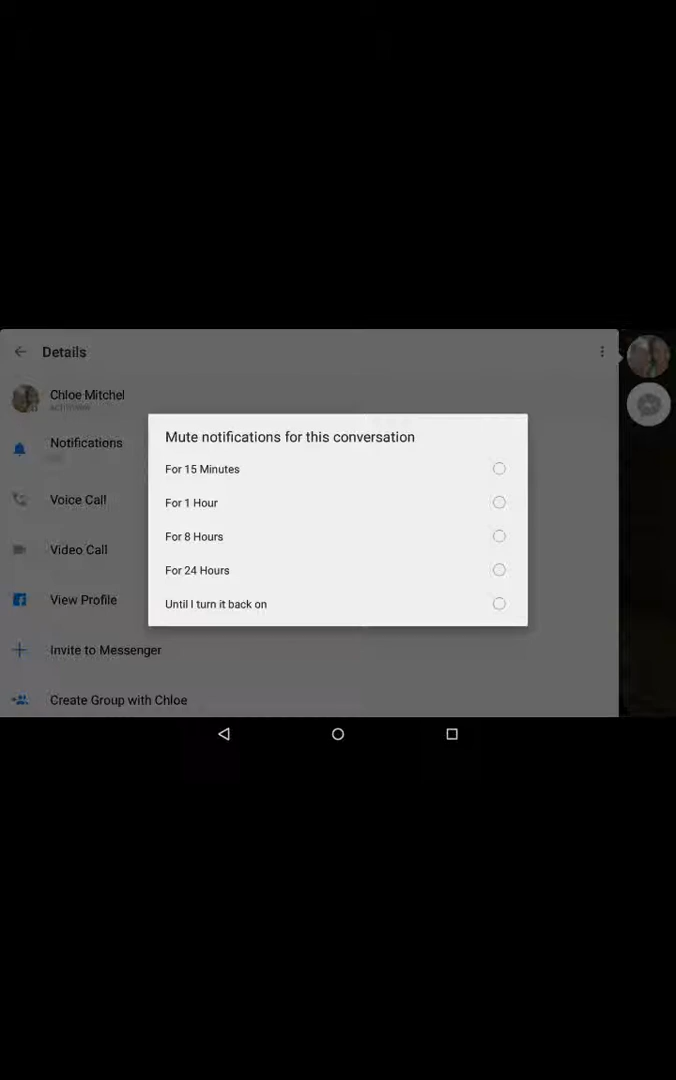 Details
Chloe Mitchel
Notifications
Mute notifications for this conversation
For 15 Minutes
For 1 Hour
For 8 Hours
For 24 Hours
Until I turn it back on
Voice Call
Video Call
View Profile
Invite to Messenger
Create Group with Chloe